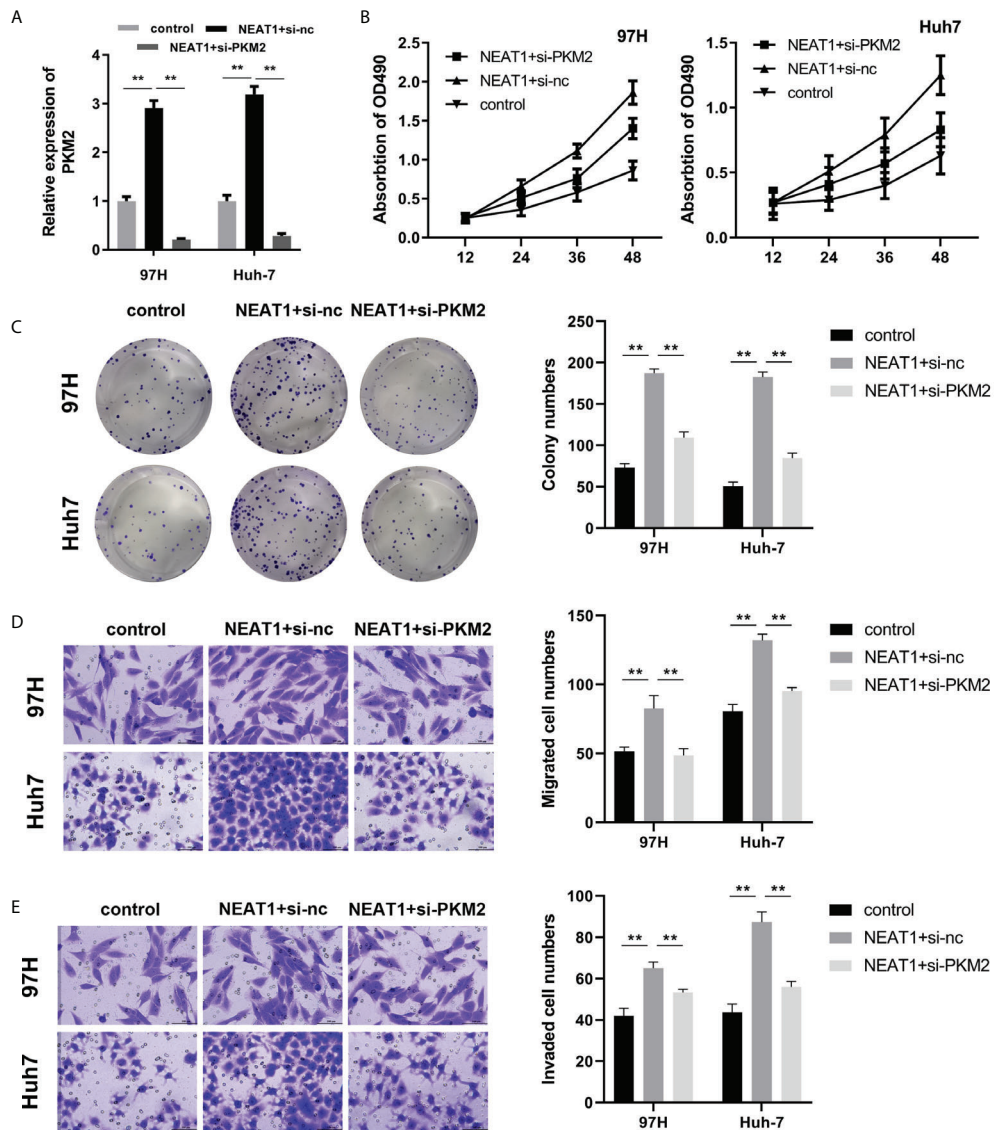 A
control NEAT1+si-nc
NEAT1+si-PKM2
Relative expression of
PKM2
4
3
2
1
0
** ** ** **
97H Huh-7
B
97H
NEAT1+si-PKM2
NEAT1+si-nc
control
Absorbtion of OD490
2.5
2.0
1.5
1.0
0.5
0.0
12 24 36 48
Huh7
NEAT1+si-PKM2
NEAT1+si-nc
control
Absorbtion of OD490
1.5
1.0
0.5
0.0
12 24 36 48
C
control NEAT1+si-nc NEAT1+si-PKM2
97H
Huh7
Colony numbers
250
200
150
100
50
0
** ** ** **
97H Huh-7
control
NEAT1+si-nc
NEAT1+si-PKM2
D
control NEAT1+si-nc NEAT1+si-PKM2
97H
Huh7
Migrated cell numbers
150
100
50
0
** ** ** **
97H Huh-7
control
NEAT1+si-nc
NEAT1+si-PKM2
E
control NEAT1+si-nc NEAT1+si-PKM2
97H
Huh7
Invaded cell numbers
100
80
60
40
20
0
** ** ** **
97H Huh-7
control
NEAT1+si-nc
NEAT1+si-PKM2